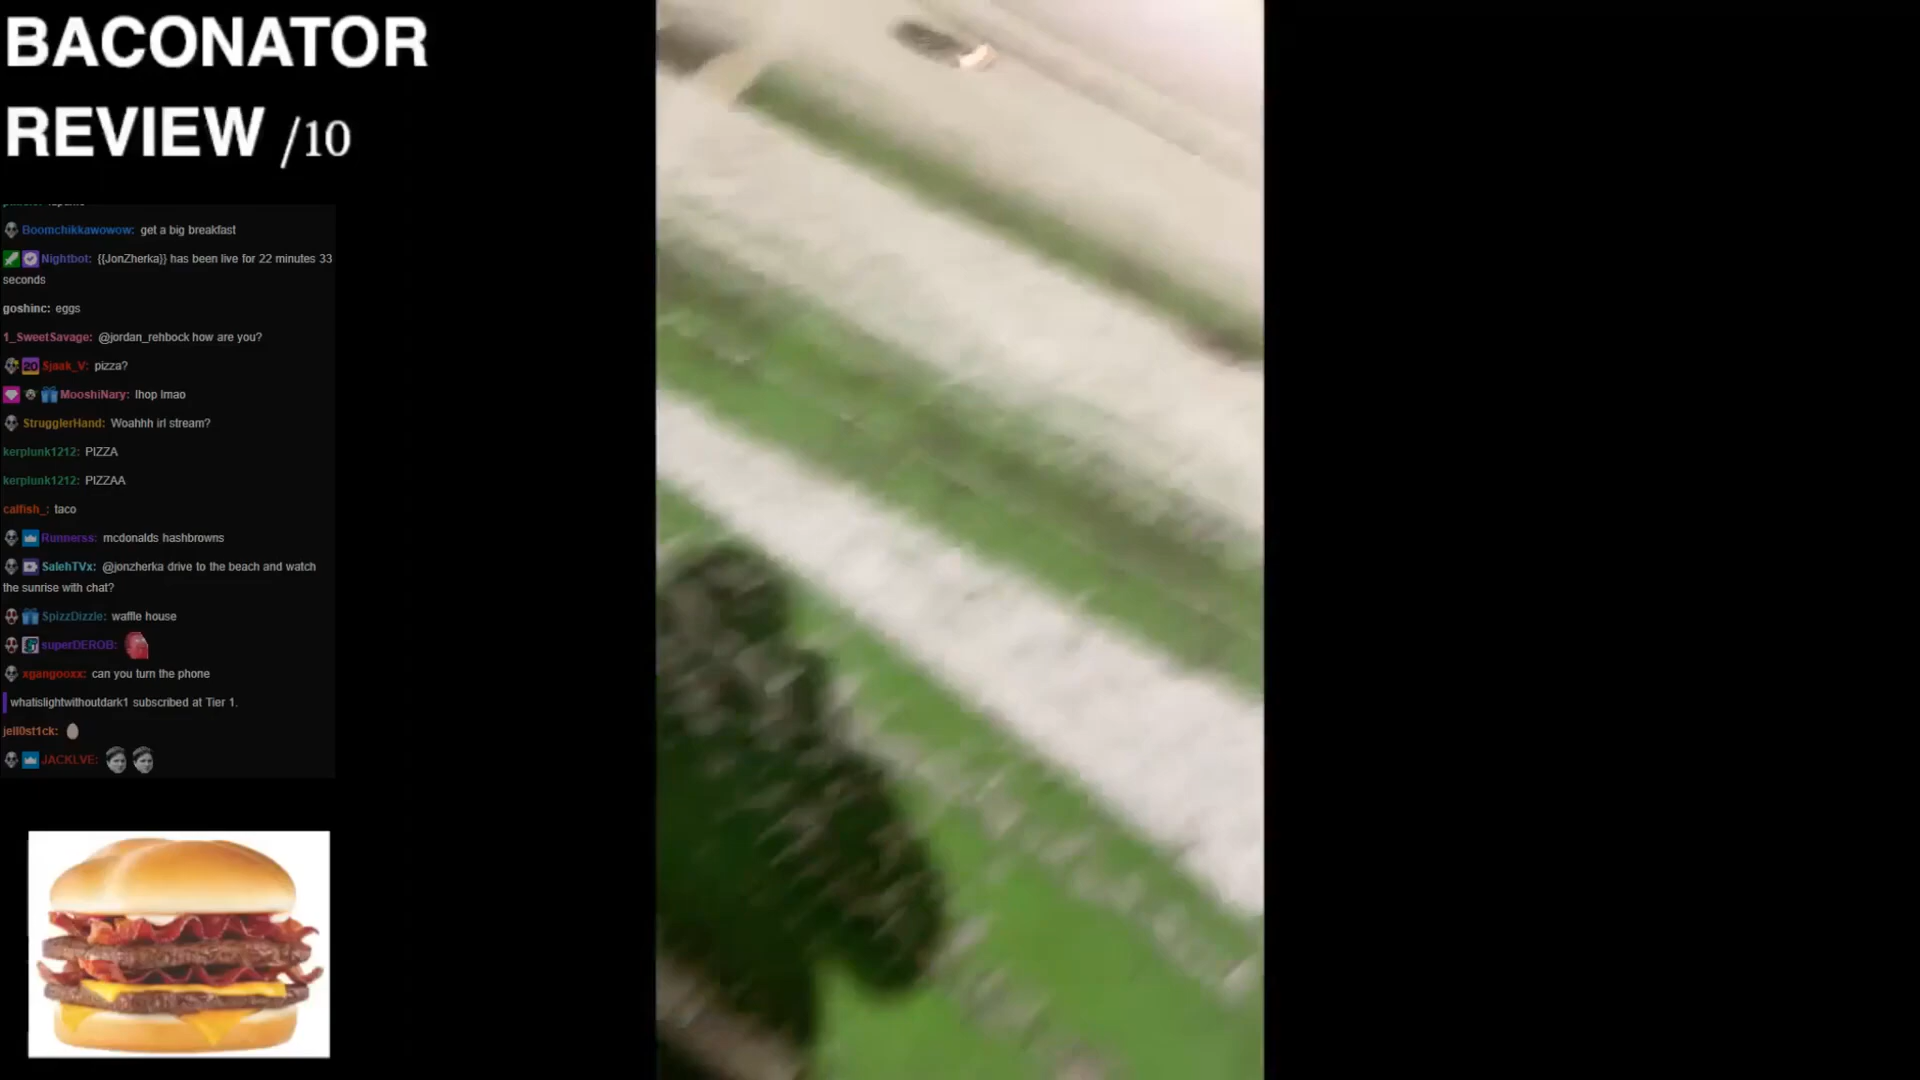 BACONATOR
REVIEW /10
Boomchikkawowow: get a big breakfast
Nightbot: {{JonZherka}} has been live for 22 minutes 33
seconds
goshinc: eggs
1_SweetSavage: @jordan_rehbock how are you?
20 Sjaak_V: pizza?
MooshiNary: Ihop lmao
StrugglerHand: Woahhh irl stream?
kerplunk1212: PIZZA
kerplunk1212: PIZZAA
calfish_: taco
Runnerss: mcdonalds hashbrowns
SalehTVx: @jonzherka drive to the beach and watch
the sunrise with chat?
SpizzDizzle: waffle house
superDEROB:
xgangooxx: can you turn the phone
whatislightwithoutdark1 subscribed at Tier 1.
jell0st1ck:
JACKLVE: